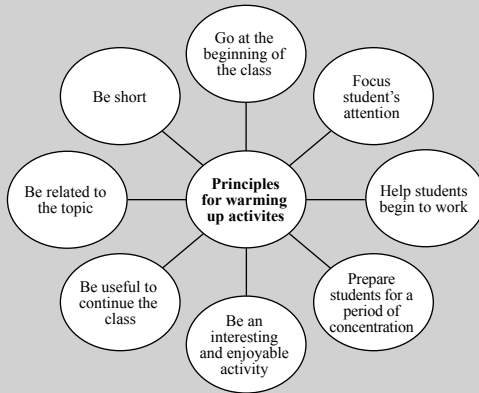 Go at the
beginning of
the class
Focus
student's
attention
Help students
begin to work
Prepare
students for a
period of
concentration
Be an
interesting
and enjoyable
activity
Be useful to
continue the
class
Be related to
the topic
Be short
Principles
for warming
up activites